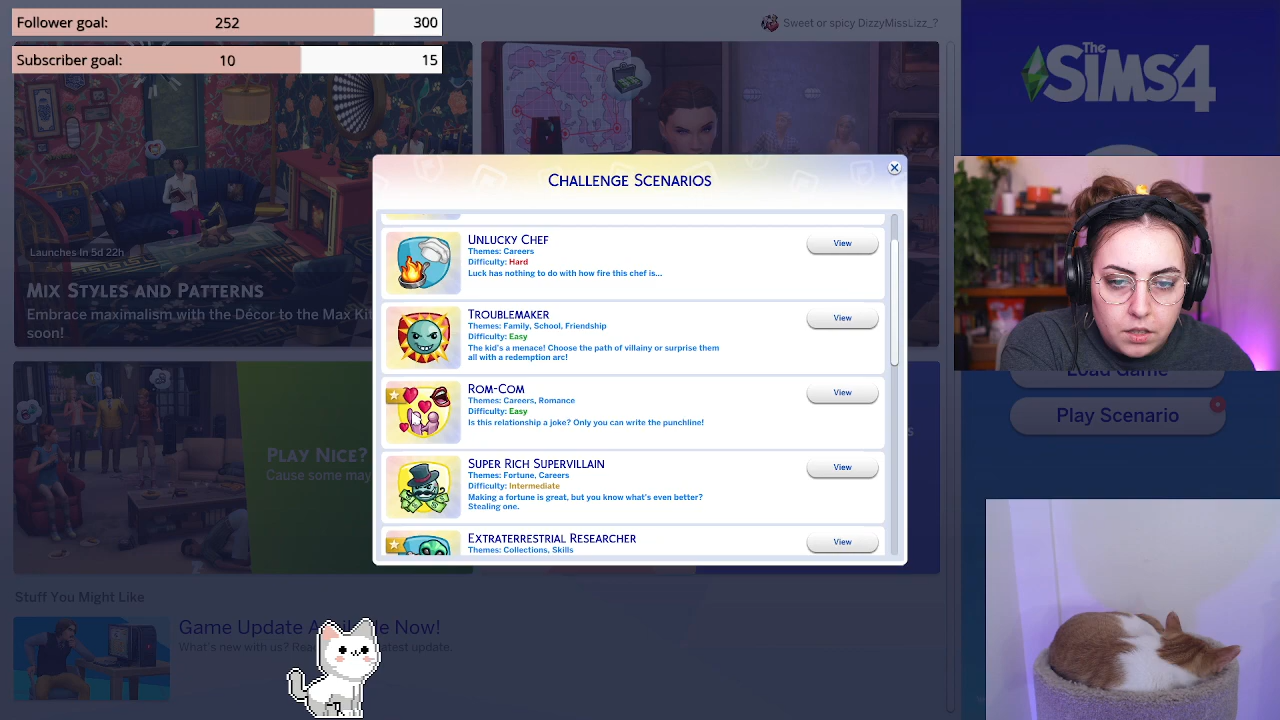 Follower goal: 252 300
Sweet or spicy DizzyMissLizz_?
Subscriber goal: 10 15
The SIMS 4
Challenge Scenarios
Unlucky Chef
Themes: Careers
Difficulty: Hard
Luck has nothing to do with how fire this chef is...
View
Troublemaker
Themes: Family, School, Friendship
Difficulty: Easy
The kid's a menace! Choose the path of villainy or surprise them
all with a redemption arc!
View
Rom-Com
Themes: Careers, Romance
Difficulty: Easy
Is this relationship a joke? Only you can write the punchline!
View
Super Rich Supervillain
Themes: Fortune, Careers
Difficulty: Intermediate
Making a fortune is great, but you know what's even better?
Stealing one.
View
Extraterrestrial Researcher
Themes: Collections, Skills
View
Launches In 5d 22h
Mix Styles and Patterns
Embrace maximalism with the Décor to the Max Kit
soon!
Play Nice?
Cause some may
Load Game
Play Scenario
Stuff You Might Like
Game Update Available Now!
What's new with us? latest update.